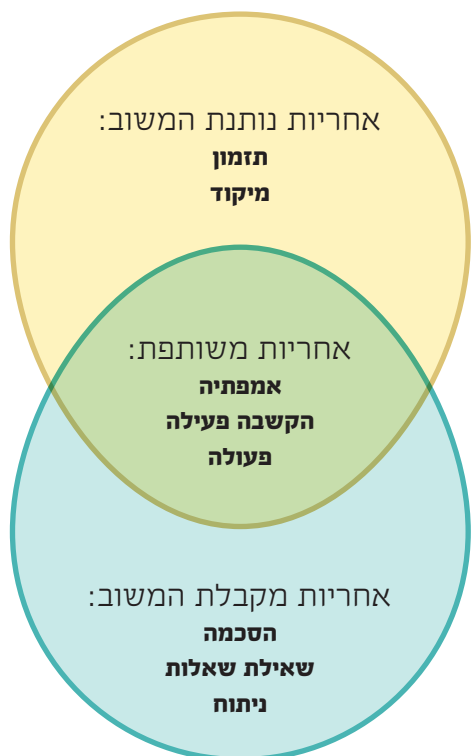 אחריות נותנת המשוב:
תזמון
מיקוד
אחריות משותפת:
אמפתיה
הקשבה פעילה
פעולה
אחריות מקבלת המשוב:
הסכמה
שאילת שאלות
ניתוח